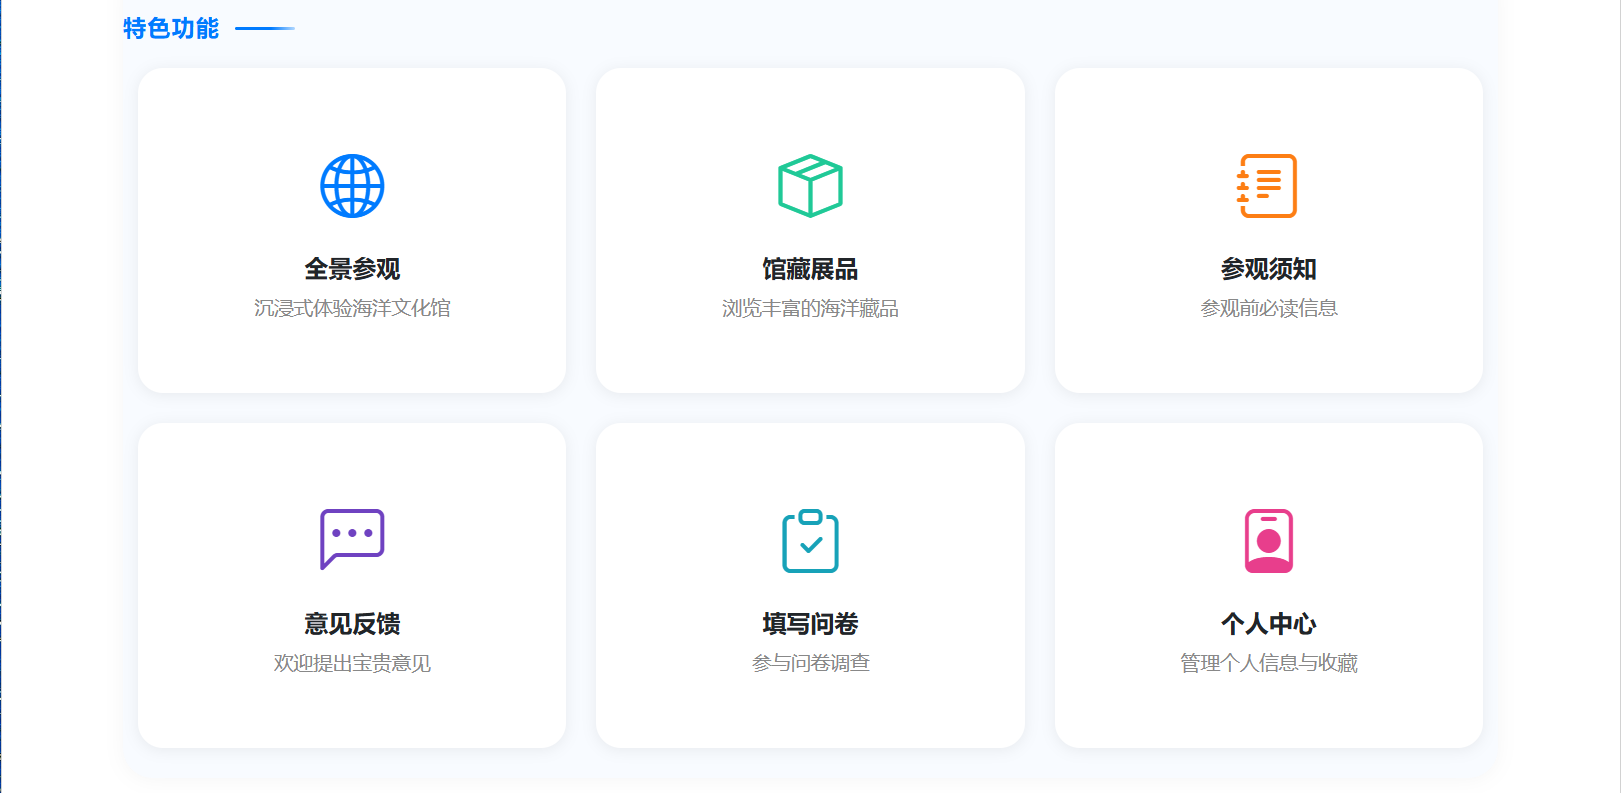 特色功能
全景参观
沉浸式体验海洋文化馆
馆藏展品
浏览丰富的海洋藏品
参观须知
参观前必读信息
意见反馈
欢迎提出宝贵意见
填写问卷
参与问卷调查
个人中心
管理个人信息与收藏